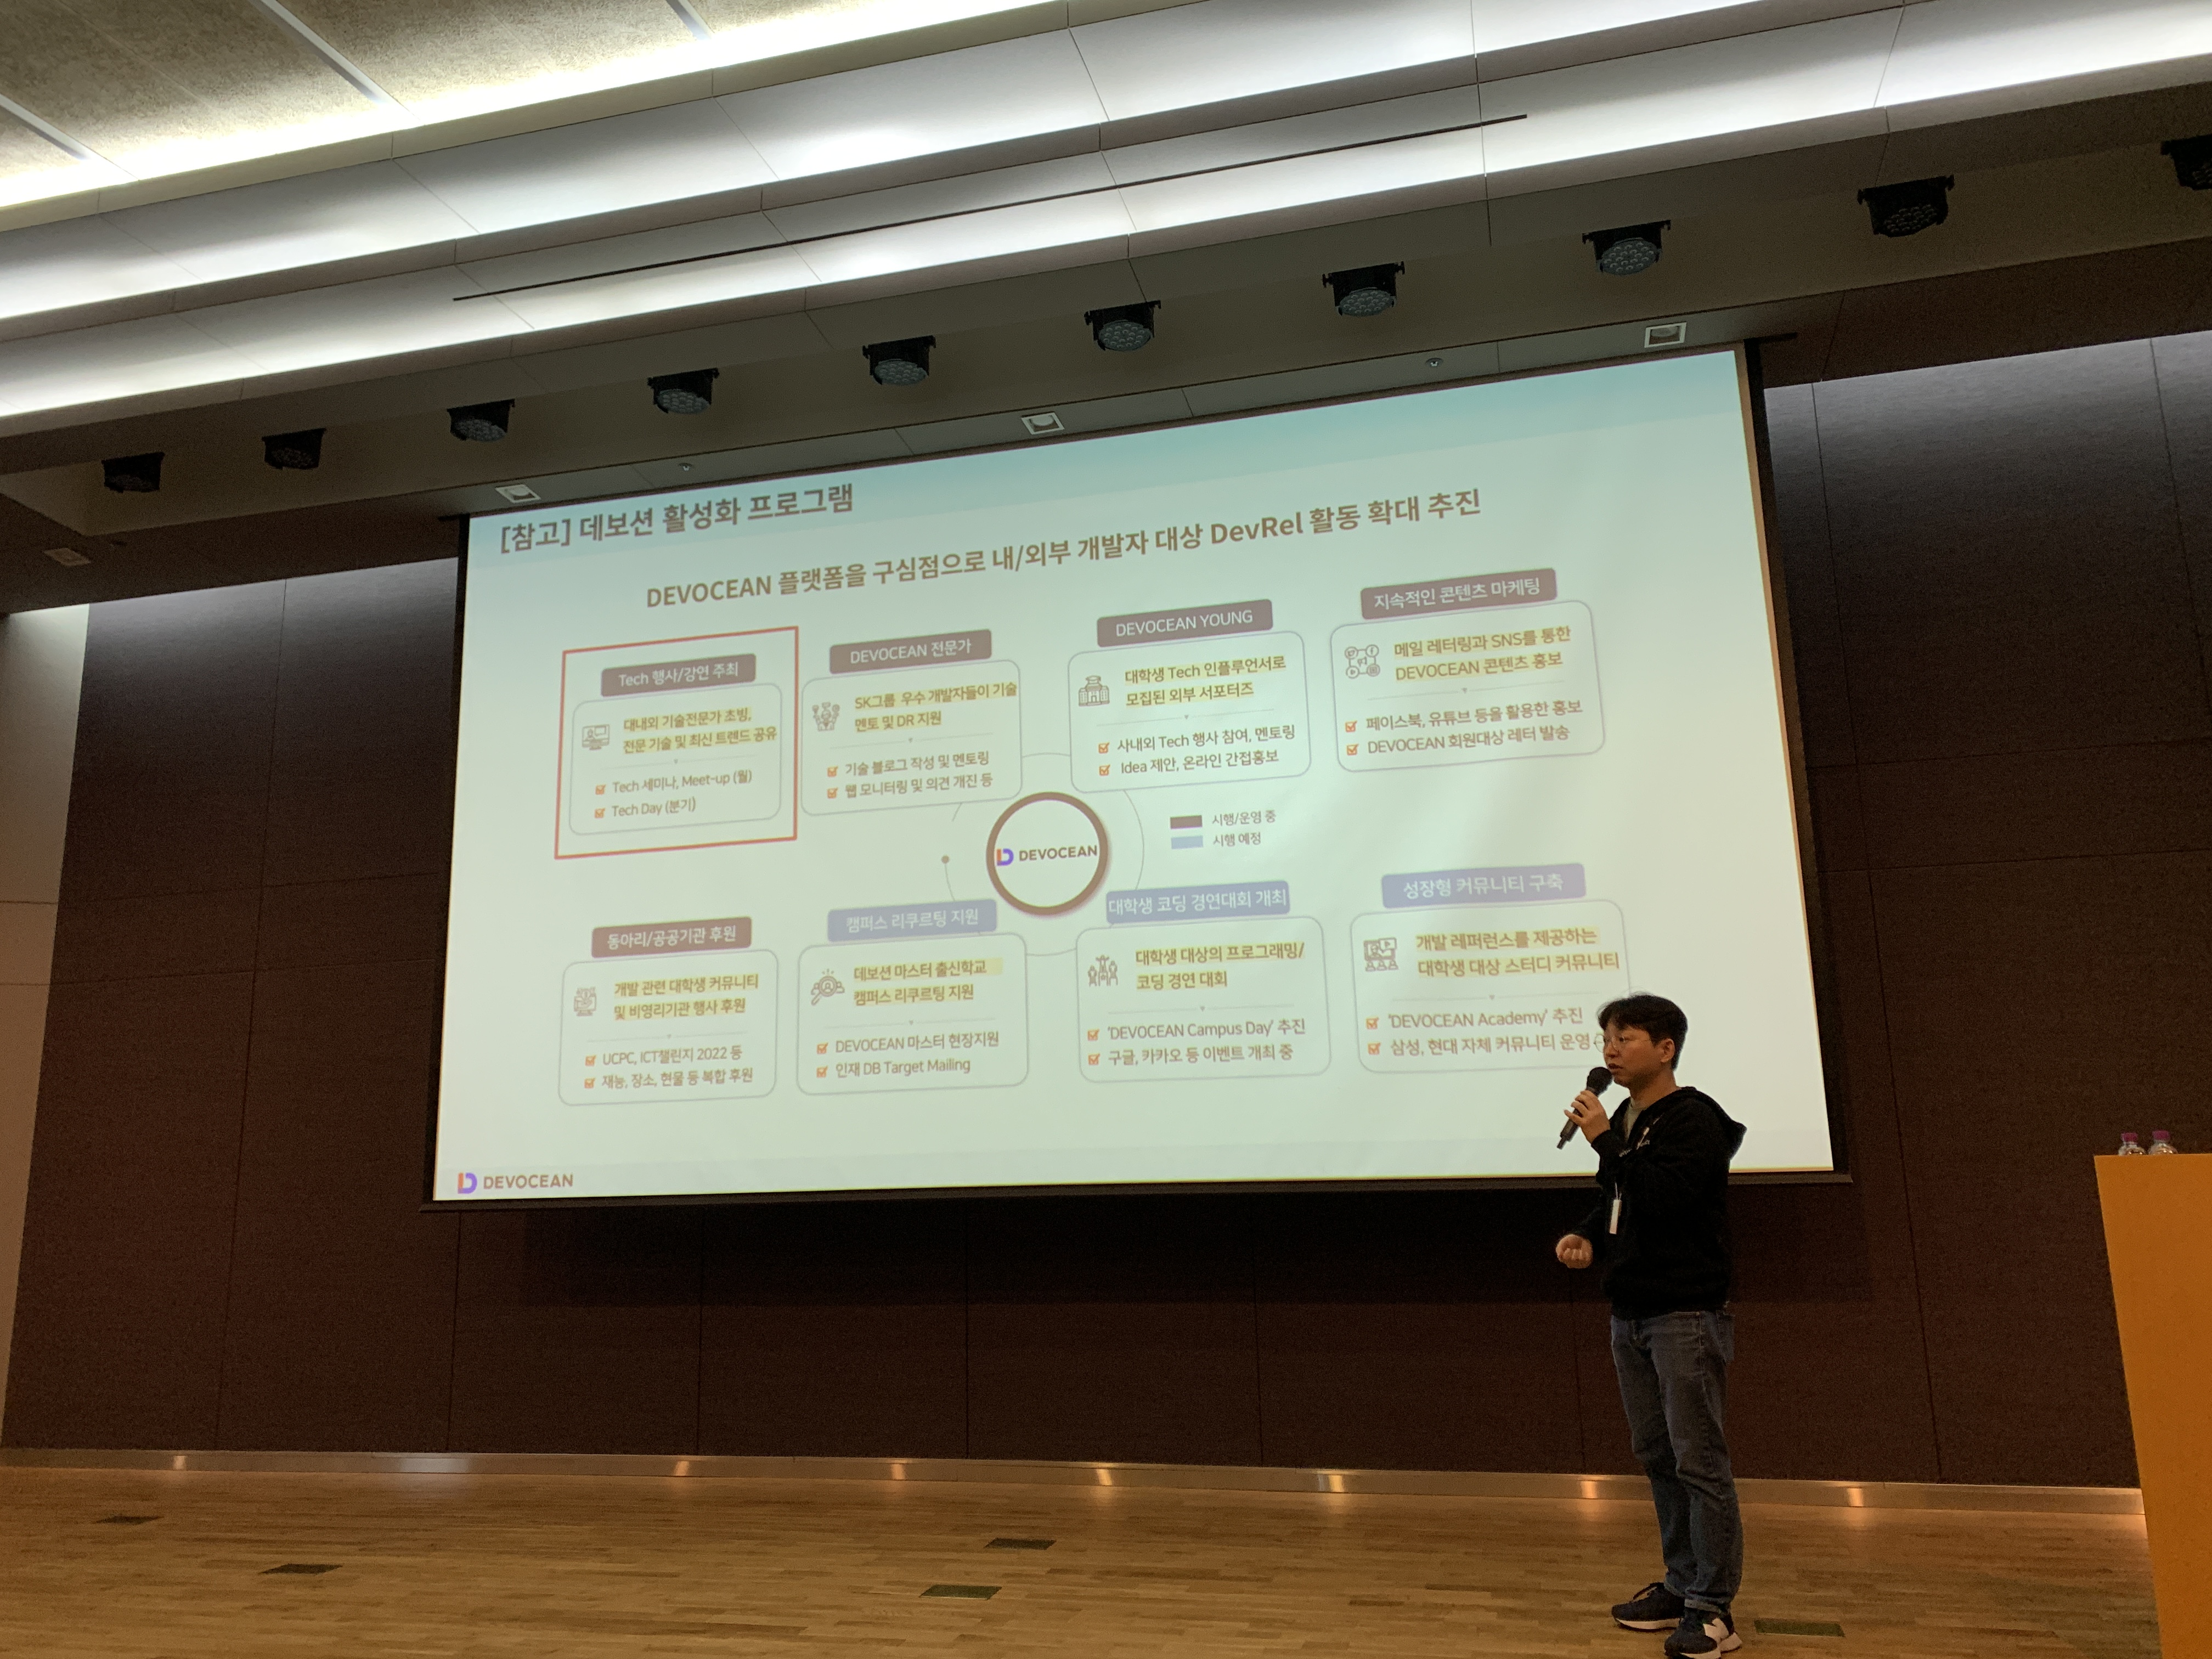 [참고] 데보션 활성화 프로그램
DEVOCEAN 플랫폼을 구심점으로 내/외부 개발자 대상 DevRel 활동 확대 추진
Tech 행사/강연 주최
대내외 기술전문가 초빙,
전문 기술 및 최신 트렌드 공유
Tech 세미나, Meet-up (월)
Tech Day (분기)
DEVOCEAN 전문가
SK그룹 우수 개발자들이 기술
멘토 및 DR 지원
기술 블로그 작성 및 멘토링
웹 모니터링 및 의견 개진 등
DEVOCEAN YOUNG
대학생 Tech 인플루언서로
모집된 외부 서포터즈
사내외 Tech 행사 참여, 멘토링
Idea 제안, 온라인 간접홍보
지속적인 콘텐츠 마케팅
메일 레터링과 SNS를 통한
DEVOCEAN 콘텐츠 홍보
페이스북, 유튜브 등을 활용한 홍보
DEVOCEAN 회원대상 레터 발송
DEVOCEAN
시행/운영 중
시행 예정
동아리/공공기관 후원
개발 관련 대학생 커뮤니티
및 비영리기관 행사 후원
UCPC, ICT챌린지 2022 등
재능, 장소, 현물 등 복합 후원
캠퍼스 리쿠르팅 지원
데보션 마스터 출신학교
캠퍼스 리쿠르팅 지원
DEVOCEAN 마스터 현장지원
인재 DB Target Mailing
대학생 코딩 경연대회 개최
대학생 대상의 프로그래밍/
코딩 경연 대회
'DEVOCEAN Campus Day' 추진
구글, 카카오 등 이벤트 개최 중
성장형 커뮤니티 구축
개발 레퍼런스를 제공하는
대학생 대상 스터디 커뮤니티
'DEVOCEAN Academy' 추진
삼성, 현대 자체 커뮤니티 운영
DEVOCEAN